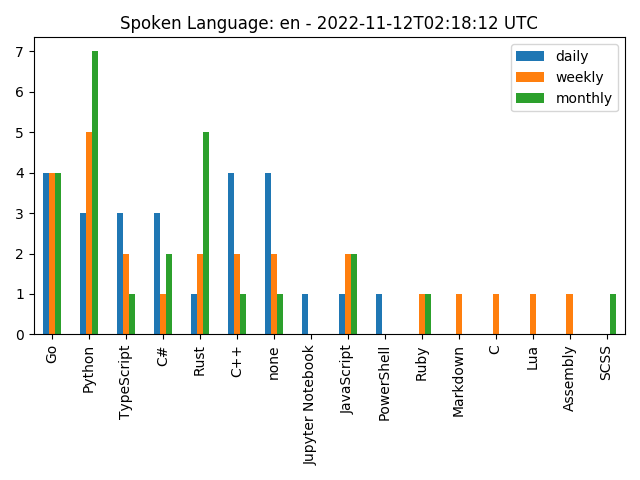 Spoken Language: en - 2022-11-12T02:18:12 UTC
daily
weekly
monthly
7
6
5
4
3
2
1
0
Go
Python
TypeScript
C#
Rust
C++
none
Jupyter Notebook
JavaScript
PowerShell
Ruby
Markdown
C
Lua
Assembly
SCSS